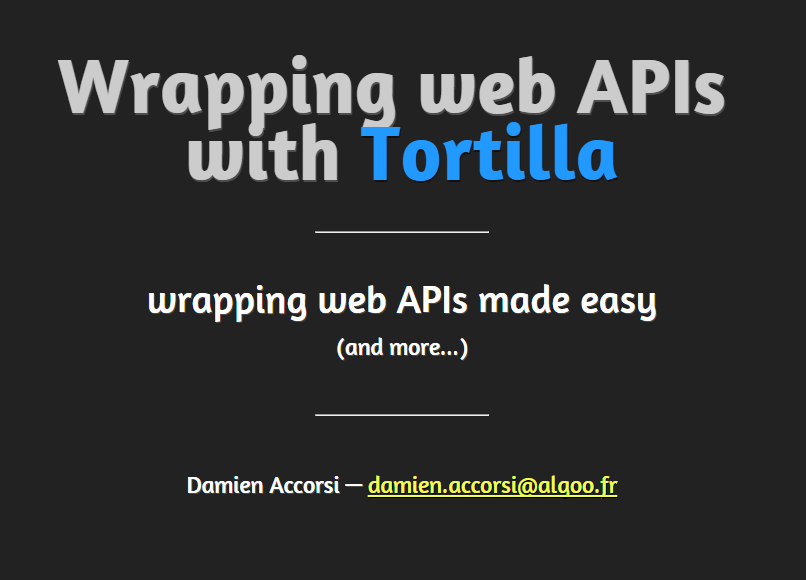 Wrapping web APIs
with Tortilla
wrapping web APIs made easy
(and more...)
Damien Accorsi — damien.accorsi@algoo.fr